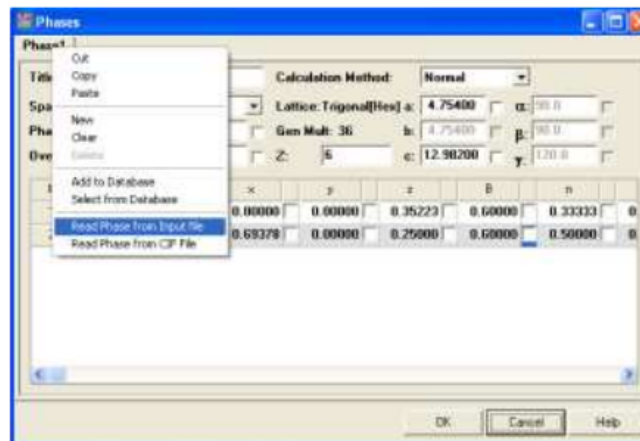 Phases
Phase1
Cut
Copy
Paste
New
Clear
Delete
Add to Database
Select from Database
Read Phase from Input file
Read Phase from CIF File
Calculation Method: Normal
Lattice: Trigonal[Hex] a: 4.75400 α: 90.0
Gen Mult: 36 b: 4.75400 β: 90.0
Z: 6 c: 12.98200 γ: 120.0
x y z B n
0.00000 0.00000 0.35223 0.60000 0.33333 0
0.69378 0.00000 0.25000 0.60000 0.50000 0
OK Cancel Help